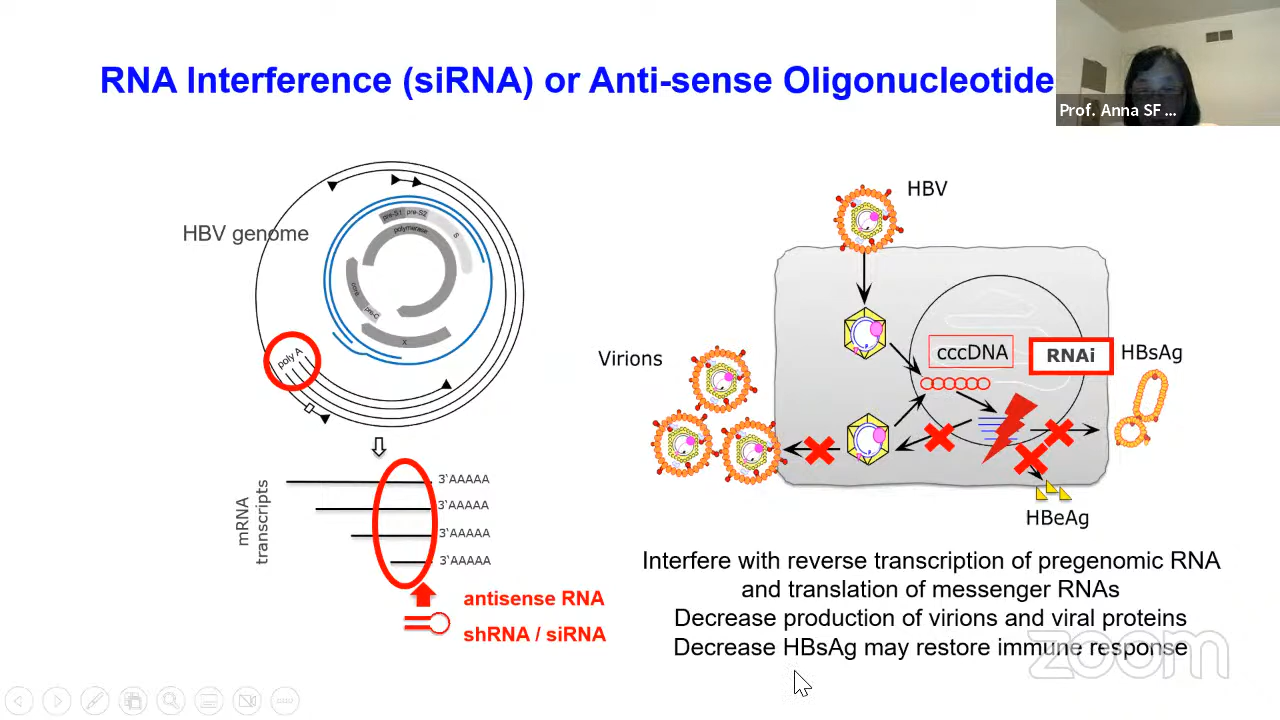 RNA Interference (siRNA) or Anti-sense Oligonucleotide
Prof. Anna SF ...
HBV genome
pre-S1
pre-S2
S
polymerase
core
pre-C
X
poly A
mRNA
transcripts
3'AAAAA
3'AAAAA
3'AAAAA
3'AAAAA
antisense RNA
shRNA / siRNA
HBV
Virions
cccDNA
RNAi
HBsAg
HBeAg
Interfere with reverse transcription of pregenomic RNA
and translation of messenger RNAs
Decrease production of virions and viral proteins
Decrease HBsAg may restore immune response
zoom